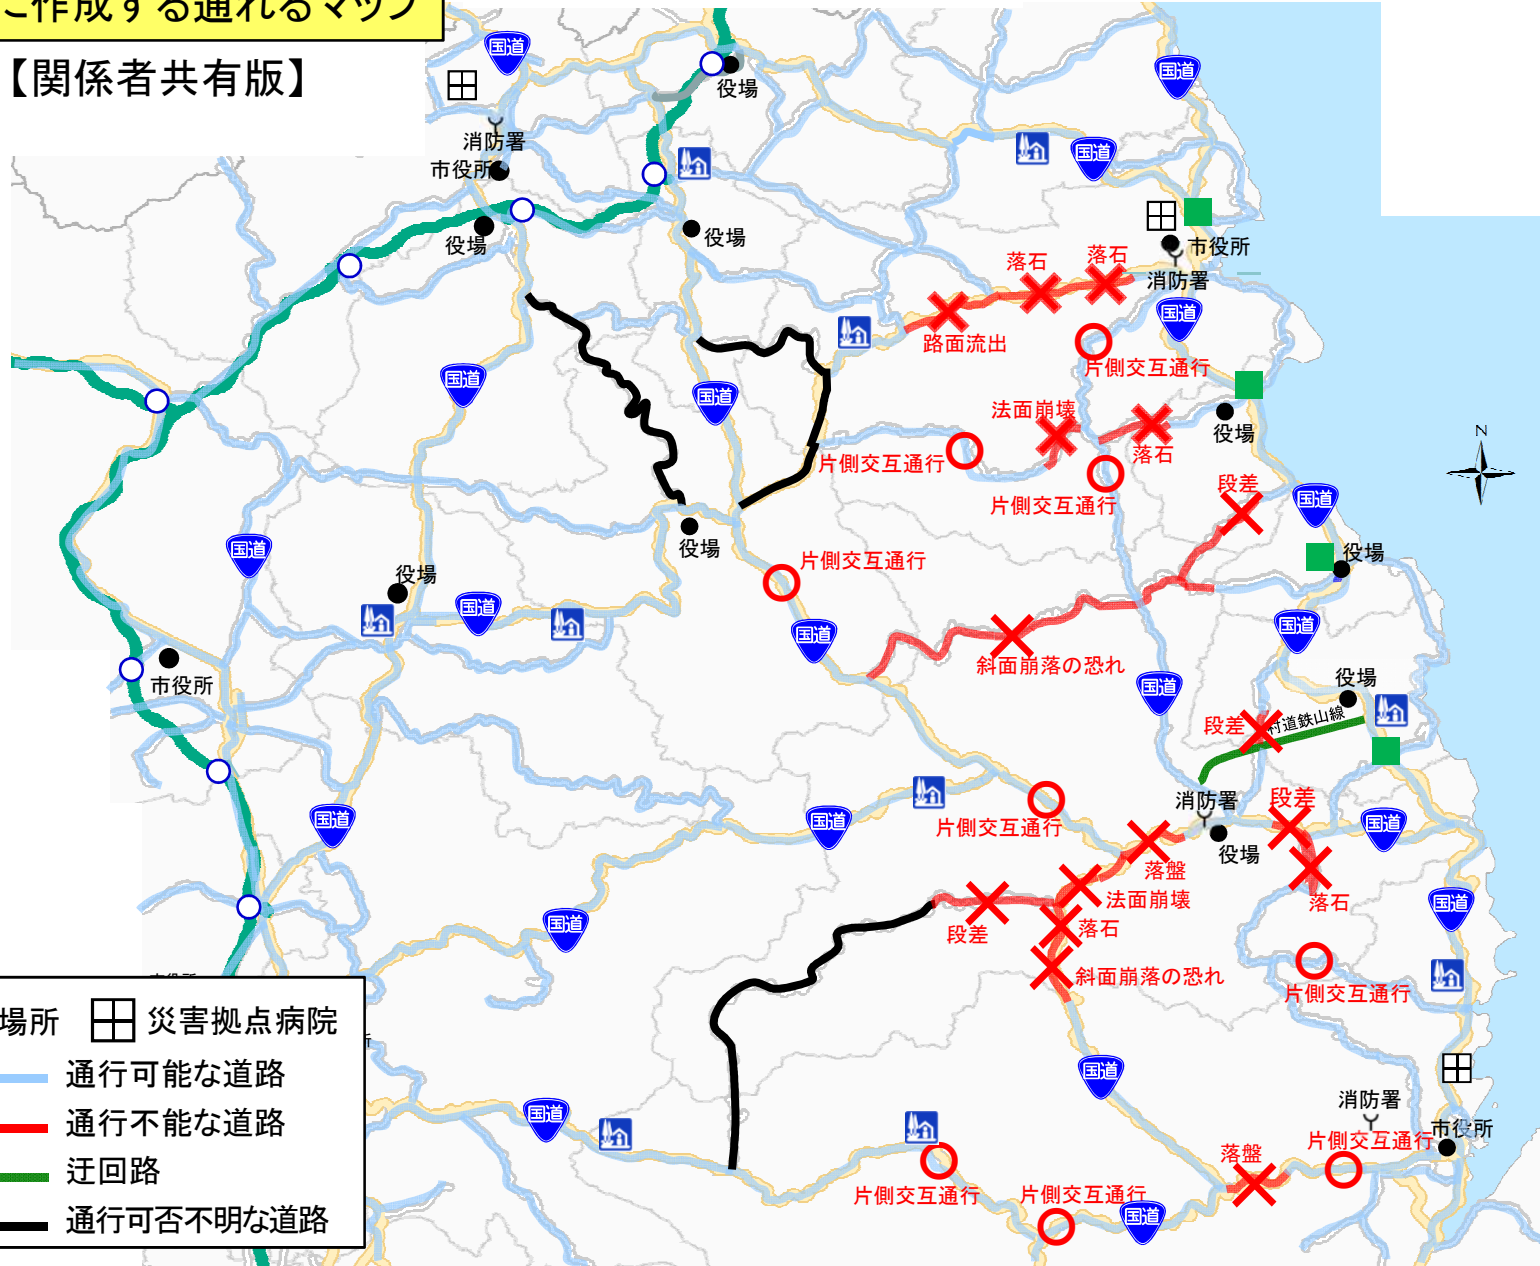 に作成する通れるマップ
【関係者共有版】
国道
国道
役場
消防署
市役所
国道
役場
役場
市役所
消防署
落石
落石
路面流出
国道
片側交互通行
国道
国道
法面崩壊
役場
落石
片側交互通行
片側交互通行
N
段差
国道
役場
役場
国道
片側交互通行
役場
国道
国道
国道
斜面崩落の恐れ
市役所
国道
役場
段差
村道鉄山線
消防署
段差
国道
国道
片側交互通行
国道
役場
落盤
法面崩壊
落石
国道
段差
落石
国道
斜面崩落の恐れ
片側交互通行
場所
災害拠点病院
通行可能な道路
通行不能な道路
迂回路
通行可否不明な道路
国道
国道
消防署
市役所
片側交互通行
落盤
片側交互通行
片側交互通行
国道